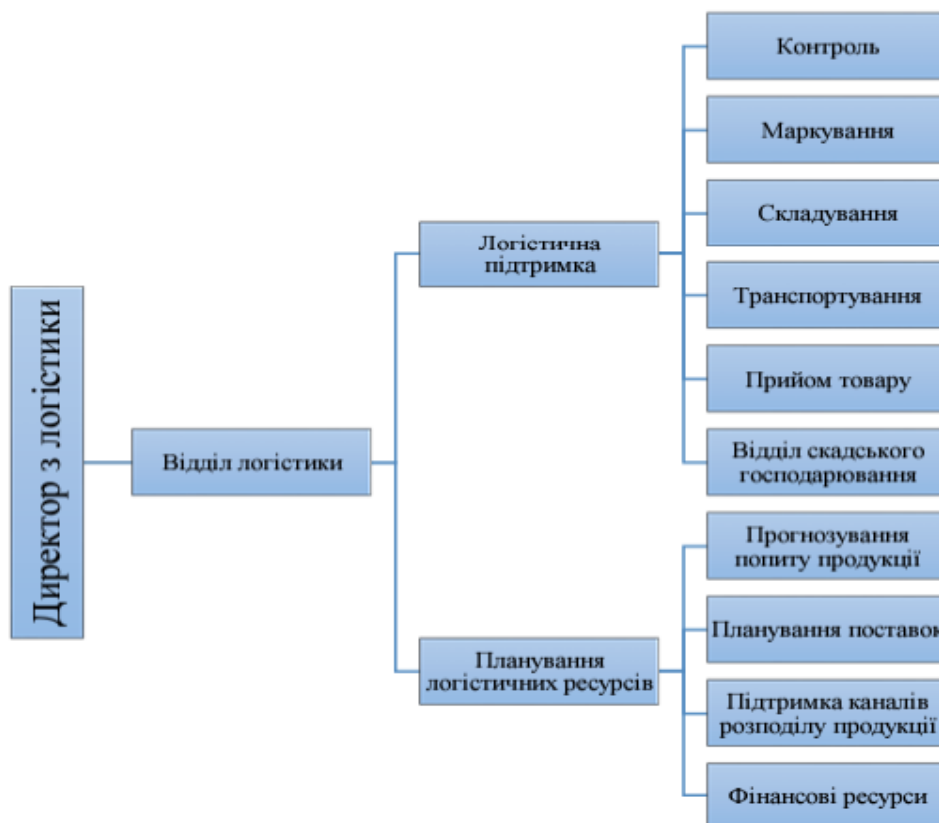 Директор з логістики
Відділ логістики
Логістична
підтримка
Контроль
Маркування
Складування
Транспортування
Прийом товару
Відділ скадського
господарювання
Планування
логістичних ресурсів
Прогнозування
попиту продукції
Планування поставок
Підтримка каналів
розподілу продукції
Фінансові ресурси